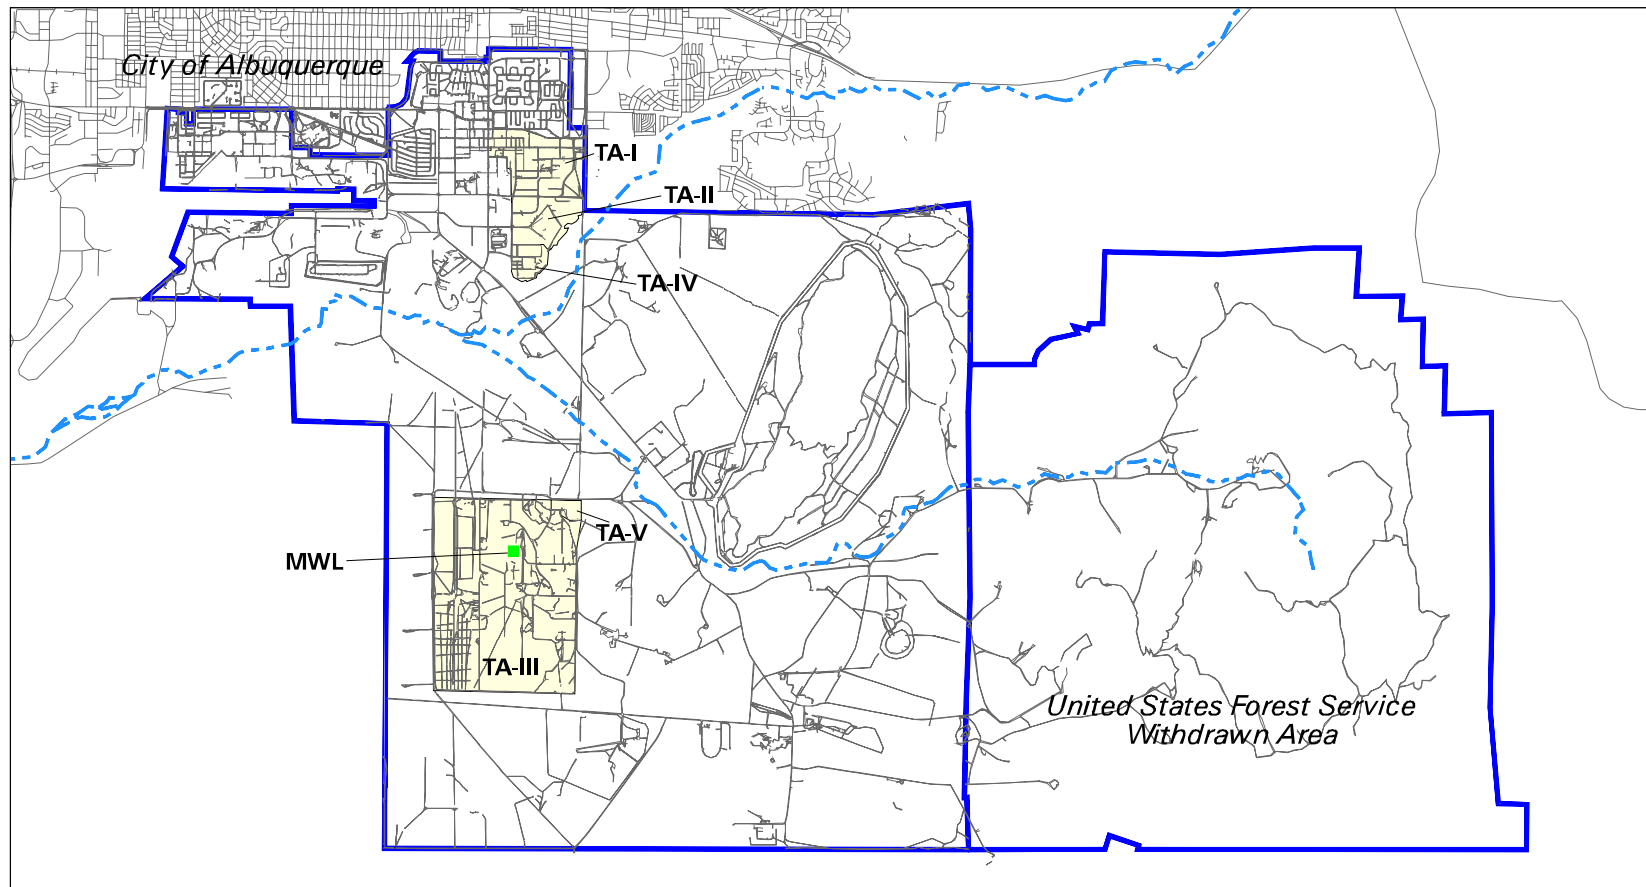 City of Albuquerque
TA-I
TA-II
TA-IV
TA-V
MWL
TA-III
United States Forest Service
Withdrawn Area